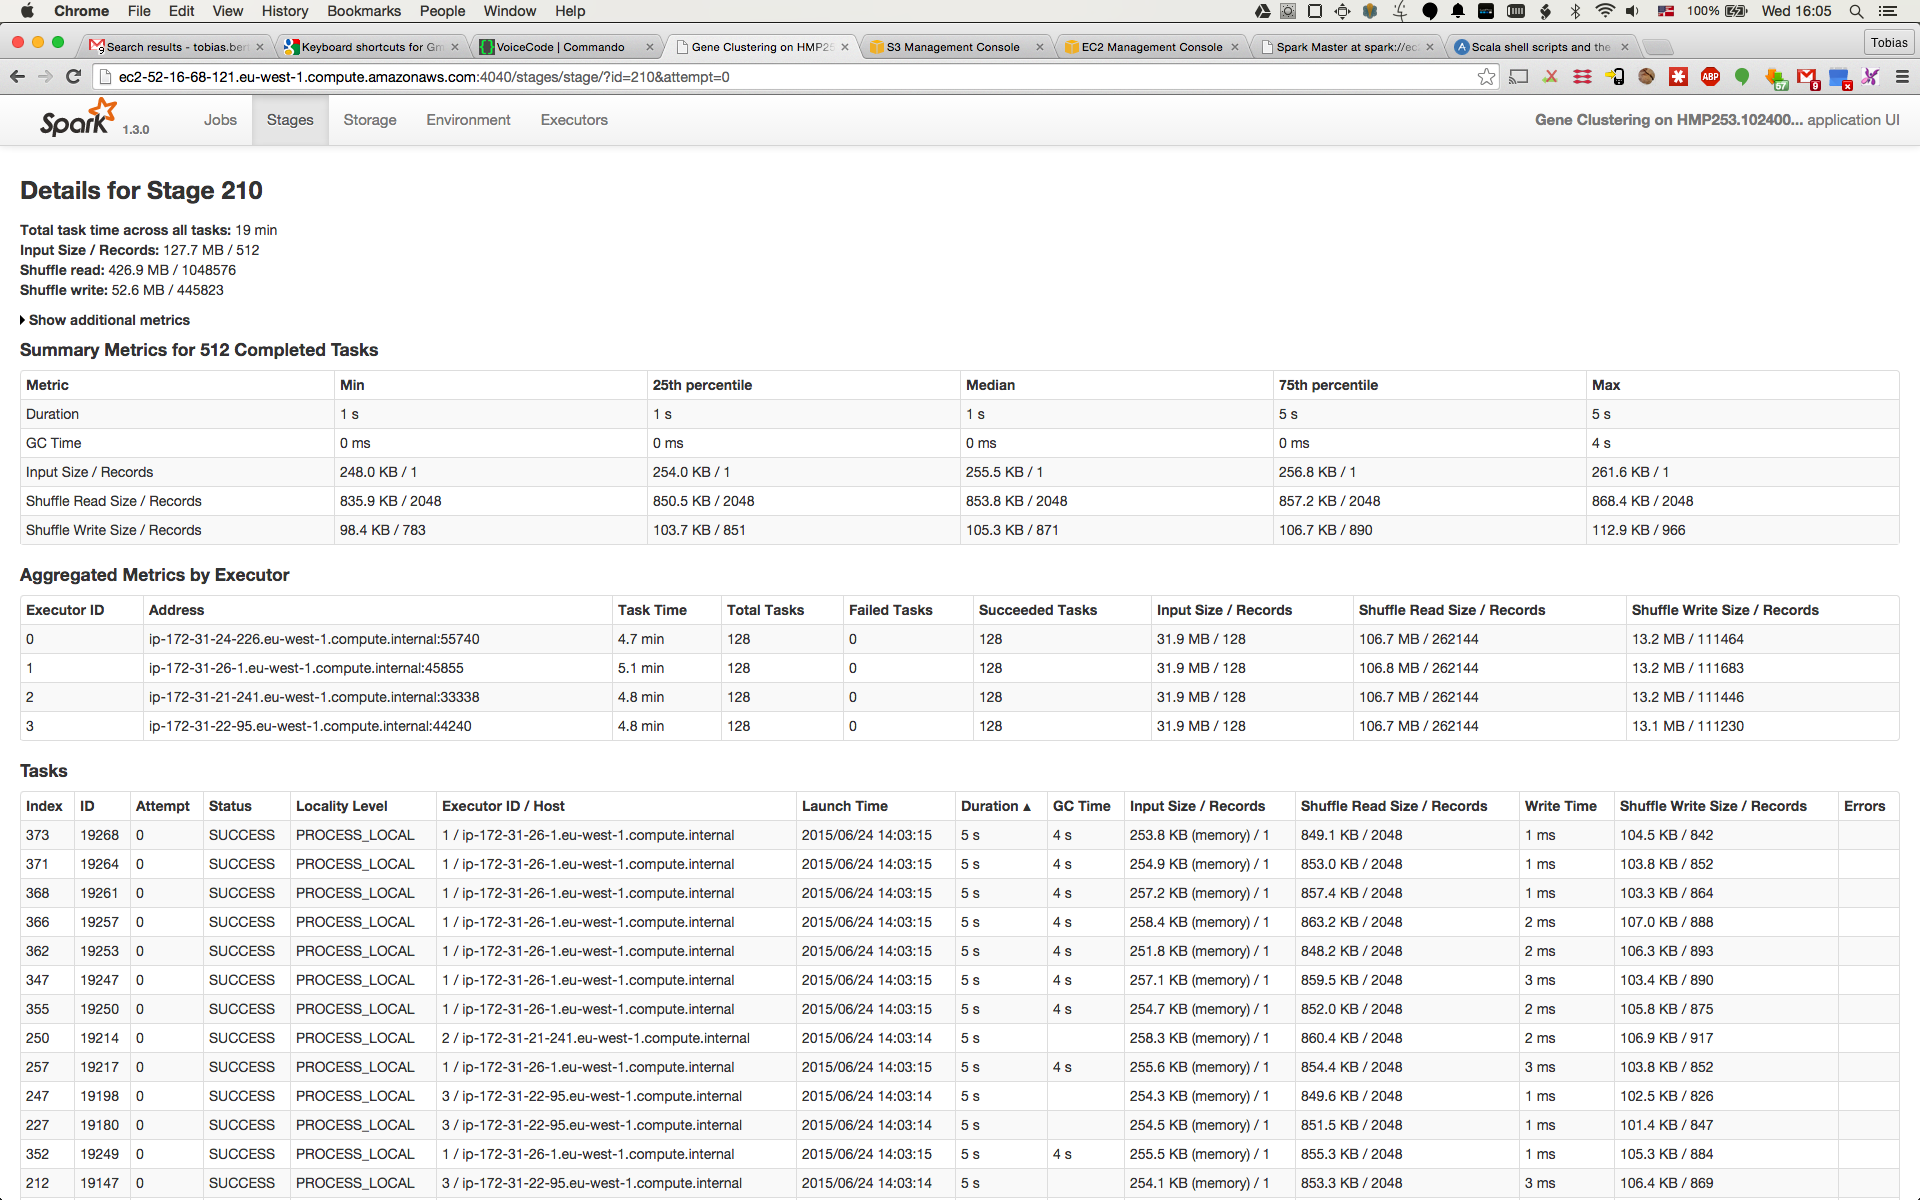 Chrome File Edit View History Bookmarks People Window Help 100% Wed 16:05
Search results - tobias.ber Keyboard shortcuts for Gm VoiceCode | Commando Gene Clustering on HMP25 S3 Management Console EC2 Management Console Spark Master at spark://ec Scala shell scripts and the Tobias
ec2-52-16-68-121.eu-west-1.compute.amazonaws.com:4040/stages/stage/?id=210&attempt=0 ABP 67 9 x
Spark 1.3.0 Jobs Stages Storage Environment Executors Gene Clustering on HMP253.102400... application UI
Details for Stage 210
Total task time across all tasks: 19 min
Input Size / Records: 127.7 MB / 512
Shuffle read: 426.9 MB / 1048576
Shuffle write: 52.6 MB / 445823
Show additional metrics
Summary Metrics for 512 Completed Tasks
Metric Min 25th percentile Median 75th percentile Max
Duration 1 s 1 s 1 s 5 s 5 s
GC Time 0 ms 0 ms 0 ms 0 ms 4 s
Input Size / Records 248.0 KB / 1 254.0 KB / 1 255.5 KB / 1 256.8 KB / 1 261.6 KB / 1
Shuffle Read Size / Records 835.9 KB / 2048 850.5 KB / 2048 853.8 KB / 2048 857.2 KB / 2048 868.4 KB / 2048
Shuffle Write Size / Records 98.4 KB / 783 103.7 KB / 851 105.3 KB / 871 106.7 KB / 890 112.9 KB / 966
Aggregated Metrics by Executor
Executor ID Address Task Time Total Tasks Failed Tasks Succeeded Tasks Input Size / Records Shuffle Read Size / Records Shuffle Write Size / Records
0 ip-172-31-24-226.eu-west-1.compute.internal:55740 4.7 min 128 0 128 31.9 MB / 128 106.7 MB / 262144 13.2 MB / 111464
1 ip-172-31-26-1.eu-west-1.compute.internal:45855 5.1 min 128 0 128 31.9 MB / 128 106.8 MB / 262144 13.2 MB / 111683
2 ip-172-31-21-241.eu-west-1.compute.internal:33338 4.8 min 128 0 128 31.9 MB / 128 106.7 MB / 262144 13.2 MB / 111446
3 ip-172-31-22-95.eu-west-1.compute.internal:44240 4.8 min 128 0 128 31.9 MB / 128 106.7 MB / 262144 13.1 MB / 111230
Tasks
Index ID Attempt Status Locality Level Executor ID / Host Launch Time Duration ▲ GC Time Input Size / Records Shuffle Read Size / Records Write Time Shuffle Write Size / Records Errors
373 19268 0 SUCCESS PROCESS_LOCAL 1 / ip-172-31-26-1.eu-west-1.compute.internal 2015/06/24 14:03:15 5 s 4 s 253.8 KB (memory) / 1 849.1 KB / 2048 1 ms 104.5 KB / 842
371 19264 0 SUCCESS PROCESS_LOCAL 1 / ip-172-31-26-1.eu-west-1.compute.internal 2015/06/24 14:03:15 5 s 4 s 254.9 KB (memory) / 1 853.0 KB / 2048 1 ms 103.8 KB / 852
368 19261 0 SUCCESS PROCESS_LOCAL 1 / ip-172-31-26-1.eu-west-1.compute.internal 2015/06/24 14:03:15 5 s 4 s 257.2 KB (memory) / 1 857.4 KB / 2048 1 ms 103.3 KB / 864
366 19257 0 SUCCESS PROCESS_LOCAL 1 / ip-172-31-26-1.eu-west-1.compute.internal 2015/06/24 14:03:15 5 s 4 s 258.4 KB (memory) / 1 863.2 KB / 2048 2 ms 107.0 KB / 888
362 19253 0 SUCCESS PROCESS_LOCAL 1 / ip-172-31-26-1.eu-west-1.compute.internal 2015/06/24 14:03:15 5 s 4 s 251.8 KB (memory) / 1 848.2 KB / 2048 2 ms 106.3 KB / 893
347 19247 0 SUCCESS PROCESS_LOCAL 1 / ip-172-31-26-1.eu-west-1.compute.internal 2015/06/24 14:03:15 5 s 4 s 257.1 KB (memory) / 1 859.5 KB / 2048 3 ms 103.4 KB / 890
355 19250 0 SUCCESS PROCESS_LOCAL 1 / ip-172-31-26-1.eu-west-1.compute.internal 2015/06/24 14:03:15 5 s 4 s 254.7 KB (memory) / 1 852.0 KB / 2048 2 ms 105.8 KB / 875
250 19214 0 SUCCESS PROCESS_LOCAL 2 / ip-172-31-21-241.eu-west-1.compute.internal 2015/06/24 14:03:14 5 s 258.3 KB (memory) / 1 860.4 KB / 2048 2 ms 106.9 KB / 917
257 19217 0 SUCCESS PROCESS_LOCAL 1 / ip-172-31-26-1.eu-west-1.compute.internal 2015/06/24 14:03:15 5 s 4 s 255.6 KB (memory) / 1 854.4 KB / 2048 3 ms 103.8 KB / 852
247 19198 0 SUCCESS PROCESS_LOCAL 3 / ip-172-31-22-95.eu-west-1.compute.internal 2015/06/24 14:03:14 5 s 254.3 KB (memory) / 1 849.6 KB / 2048 1 ms 102.5 KB / 826
227 19180 0 SUCCESS PROCESS_LOCAL 3 / ip-172-31-22-95.eu-west-1.compute.internal 2015/06/24 14:03:14 5 s 254.5 KB (memory) / 1 851.5 KB / 2048 1 ms 101.4 KB / 847
352 19249 0 SUCCESS PROCESS_LOCAL 1 / ip-172-31-26-1.eu-west-1.compute.internal 2015/06/24 14:03:15 5 s 4 s 255.5 KB (memory) / 1 855.3 KB / 2048 1 ms 105.3 KB / 884
212 19147 0 SUCCESS PROCESS_LOCAL 3 / ip-172-31-22-95.eu-west-1.compute.internal 2015/06/24 14:03:14 5 s 254.1 KB (memory) / 1 853.3 KB / 2048 3 ms 106.4 KB / 869